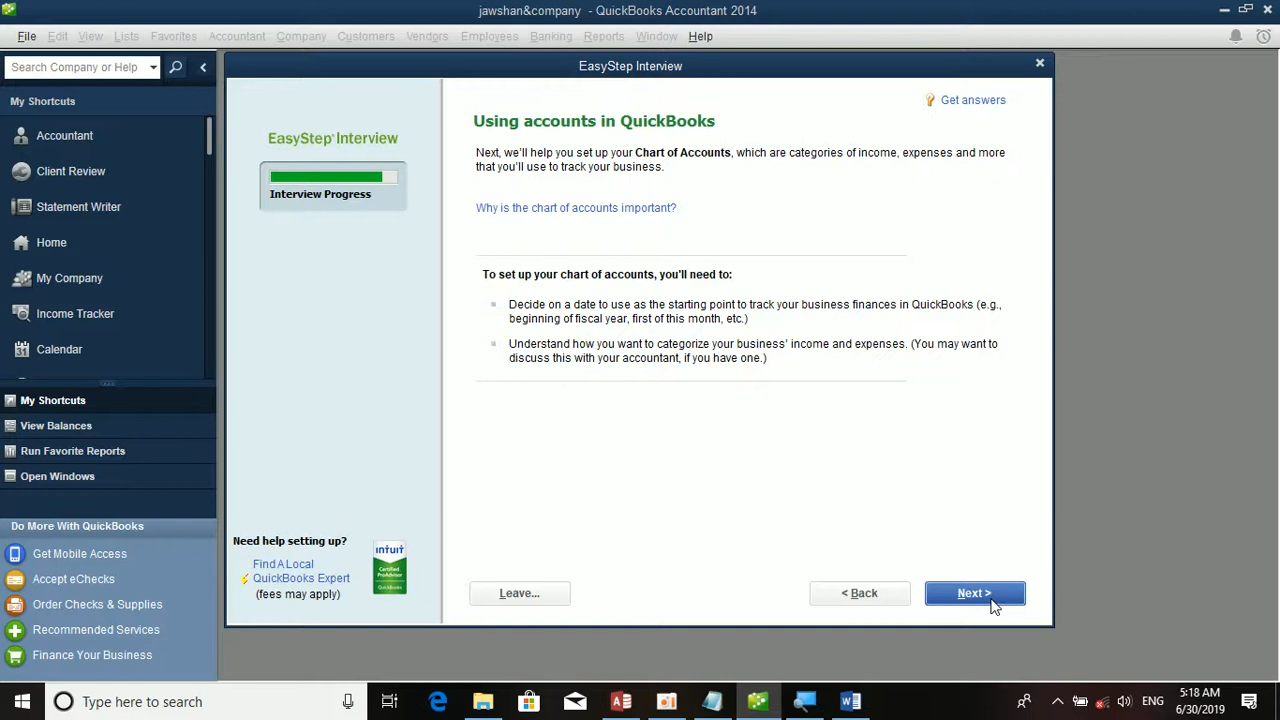 jawshan&company - QuickBooks Accountant 2014
File Edit View Lists Favorites Accountant Company Customers Vendors Employees Banking Reports Window Help
Search Company or Help
My Shortcuts
Accountant
Client Review
Statement Writer
Home
My Company
Income Tracker
Calendar
My Shortcuts
View Balances
Run Favorite Reports
Open Windows
Do More With QuickBooks
Get Mobile Access
Accept eChecks
Order Checks & Supplies
Recommended Services
Finance Your Business
EasyStep Interview
EasyStep Interview
Interview Progress
Need help setting up?
Find A Local
QuickBooks Expert
(fees may apply)
intuit
Certified
ProAdvisor
QuickBooks
Get answers
Using accounts in QuickBooks
Next, we'll help you set up your Chart of Accounts, which are categories of income, expenses and more
that you'll use to track your business.
Why is the chart of accounts important?
To set up your chart of accounts, you'll need to:
Decide on a date to use as the starting point to track your business finances in QuickBooks (e.g.,
beginning of fiscal year, first of this month, etc.)
Understand how you want to categorize your business' income and expenses. (You may want to
discuss this with your accountant, if you have one.)
Leave...
< Back
Next >
Type here to search
ENG
5:18 AM
6/30/2019